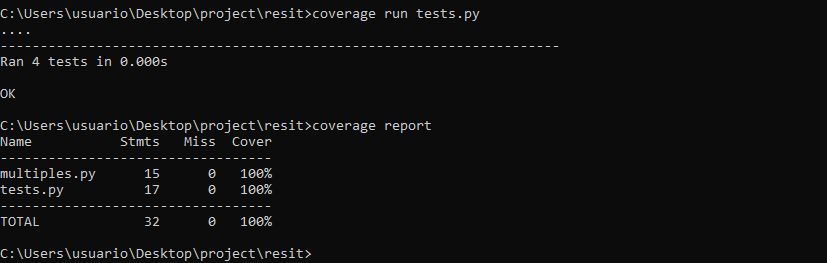 C:\Users\usuario\Desktop\project\resit>coverage run tests.py
....
----------------------------------------------------------------------
Ran 4 tests in 0.000s
OK
C:\Users\usuario\Desktop\project\resit>coverage report
Name           Stmts   Miss  Cover
----------------------------------
multiples.py      15      0   100%
tests.py          17      0   100%
----------------------------------
TOTAL             32      0   100%
C:\Users\usuario\Desktop\project\resit>